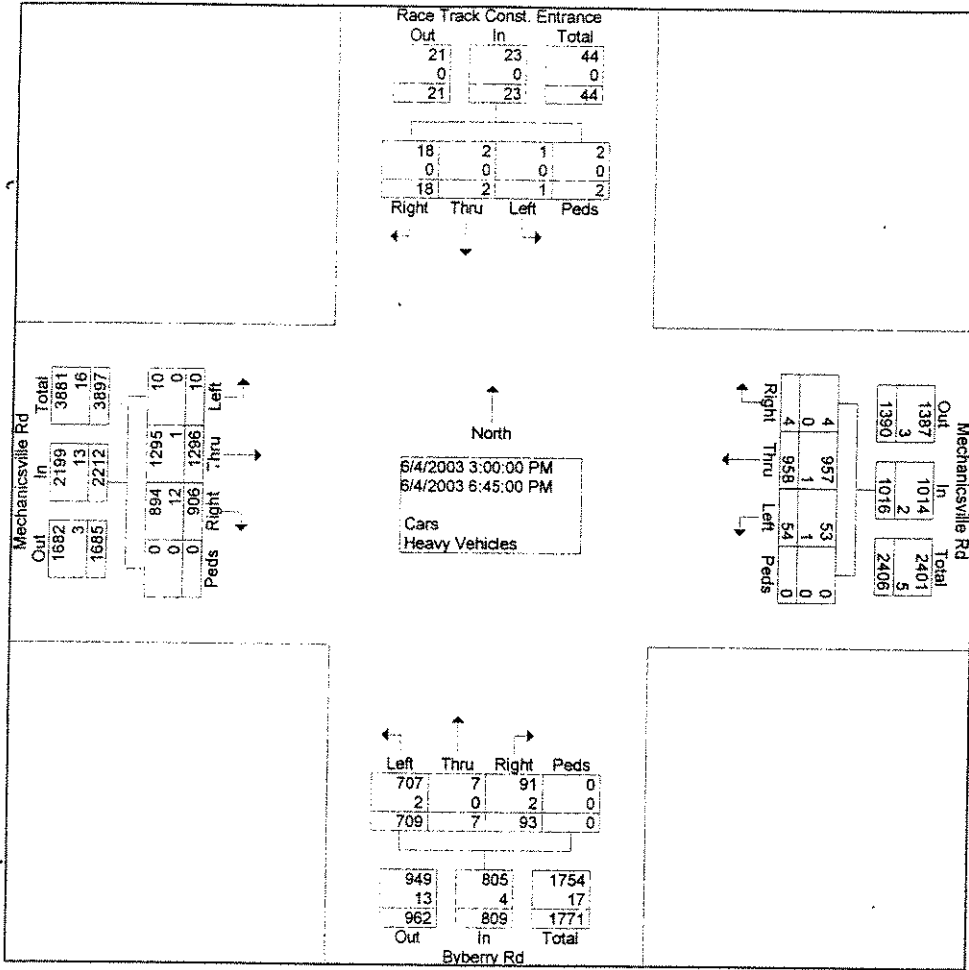 Race Track Const. Entrance
Out In Total
21 23 44
0 0 0
21 23 44
18 2 1 2
0 0 0 0
18 2 1 2
Right Thru Left Peds
Mechanicsville Rd
Total In Out
3881 2199 1682
16 13 3
3897 2212 1685
10 1295 894 0
0 1 12 0
10 1296 906 0
Left Thru Right Peds
North
6/4/2003 3:00:00 PM
6/4/2003 6:45:00 PM
Cars
Heavy Vehicles
Mechanicsville Rd
Out In Total
1387 1014 2401
3 2 5
1390 1016 2406
4 957 53 0
0 1 1 0
4 958 54 0
Right Thru Left Peds
Left Thru Right Peds
707 7 91 0
2 0 2 0
709 7 93 0
949 805 1754
13 4 17
962 809 1771
Out In Total
Byberry Rd